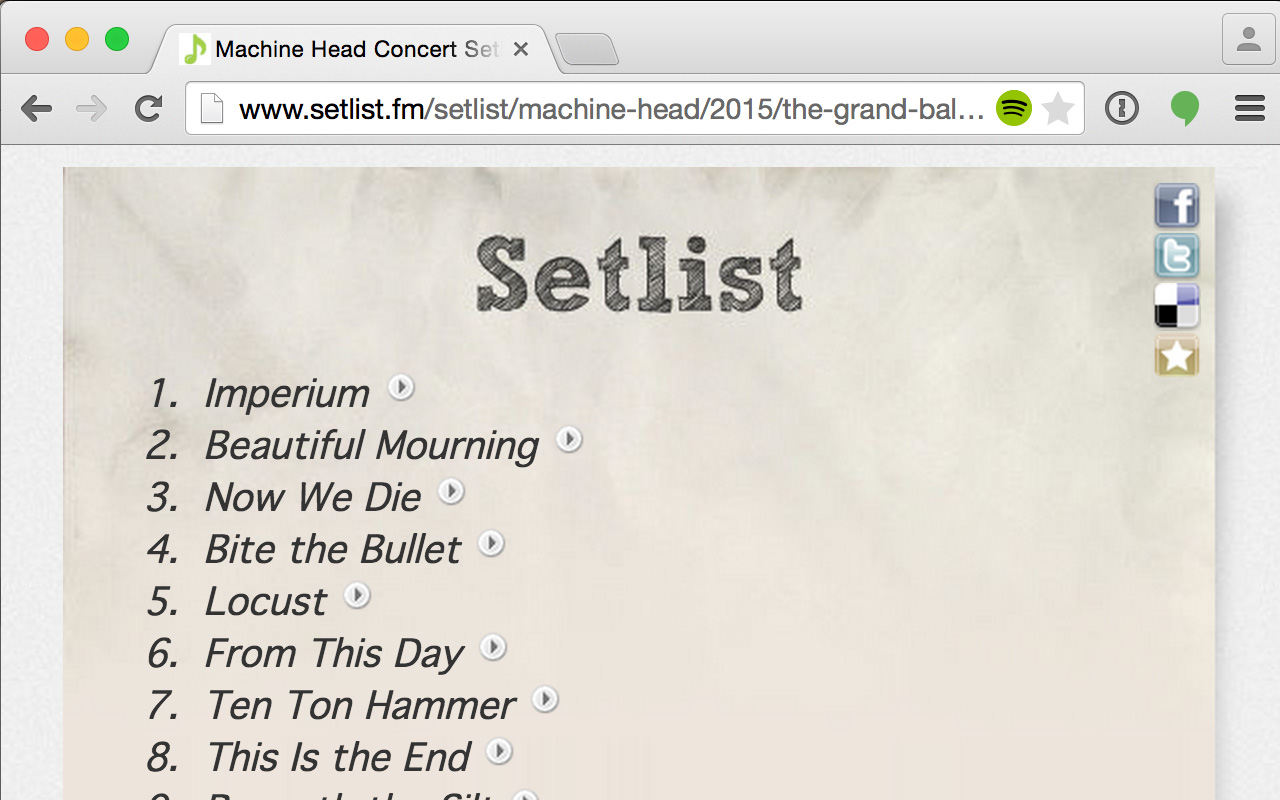 Machine Head Concert Set
www.setlist.fm/setlist/machine-head/2015/the-grand-bal...
Setlist
1. Imperium
2. Beautiful Mourning
3. Now We Die
4. Bite the Bullet
5. Locust
6. From This Day
7. Ten Ton Hammer
8. This Is the End